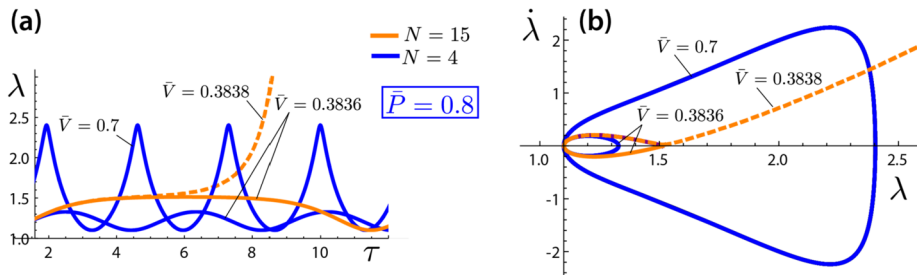 (a)
N = 15
N = 4
P̄ = 0.8
λ
2.5
2.0
1.5
1.0
V̄ = 0.7
V̄ = 0.3838
V̄ = 0.3836
2
4
6
8
10
τ
(b)
λ̇
2
1
0
-1
-2
V̄ = 0.7
V̄ = 0.3838
V̄ = 0.3836
1.0
1.5
2.0
2.5
λ